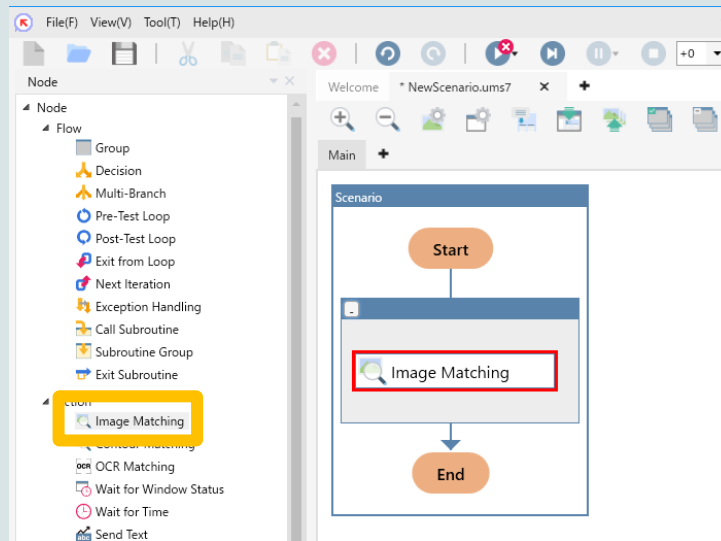 File(F) View(V) Tool(T) Help(H)
+0
Node
Welcome * NewScenario.ums7
Node
Flow
Group
Decision
Multi-Branch
Pre-Test Loop
Post-Test Loop
Exit from Loop
Next Iteration
Exception Handling
Call Subroutine
Subroutine Group
Exit Subroutine
Image Matching
OCR Matching
Wait for Window Status
Wait for Time
Send Text
Main
Scenario
Start
Image Matching
End